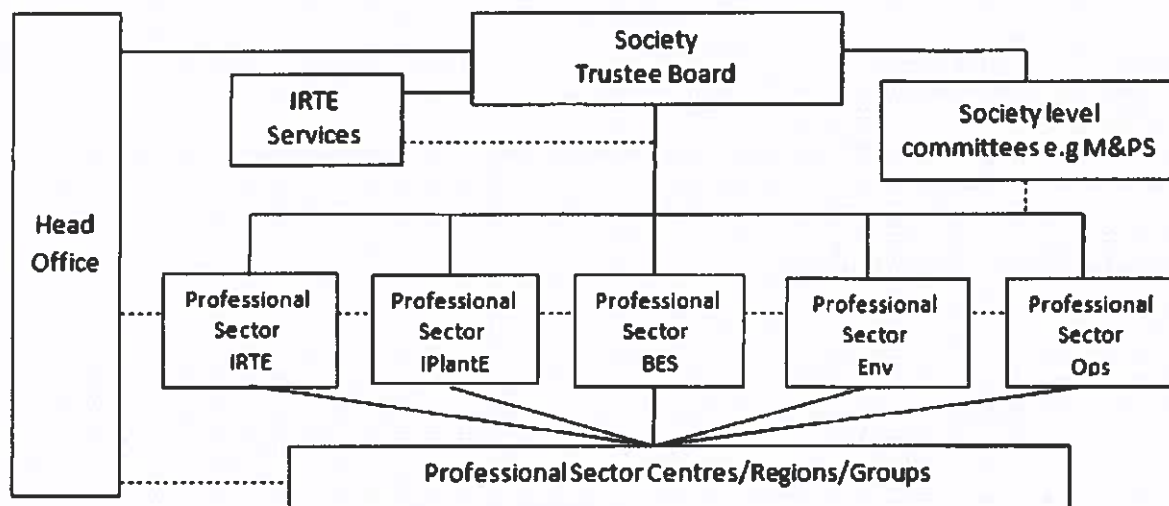 Society
Trustee Board
IRTE
Services
Society level
committees e.g M&PS
Head
Office
Professional
Sector
IRTE
Professional
Sector
IPlantE
Professional
Sector
BES
Professional
Sector
Env
Professional
Sector
Ops
Professional Sector Centres/Regions/Groups